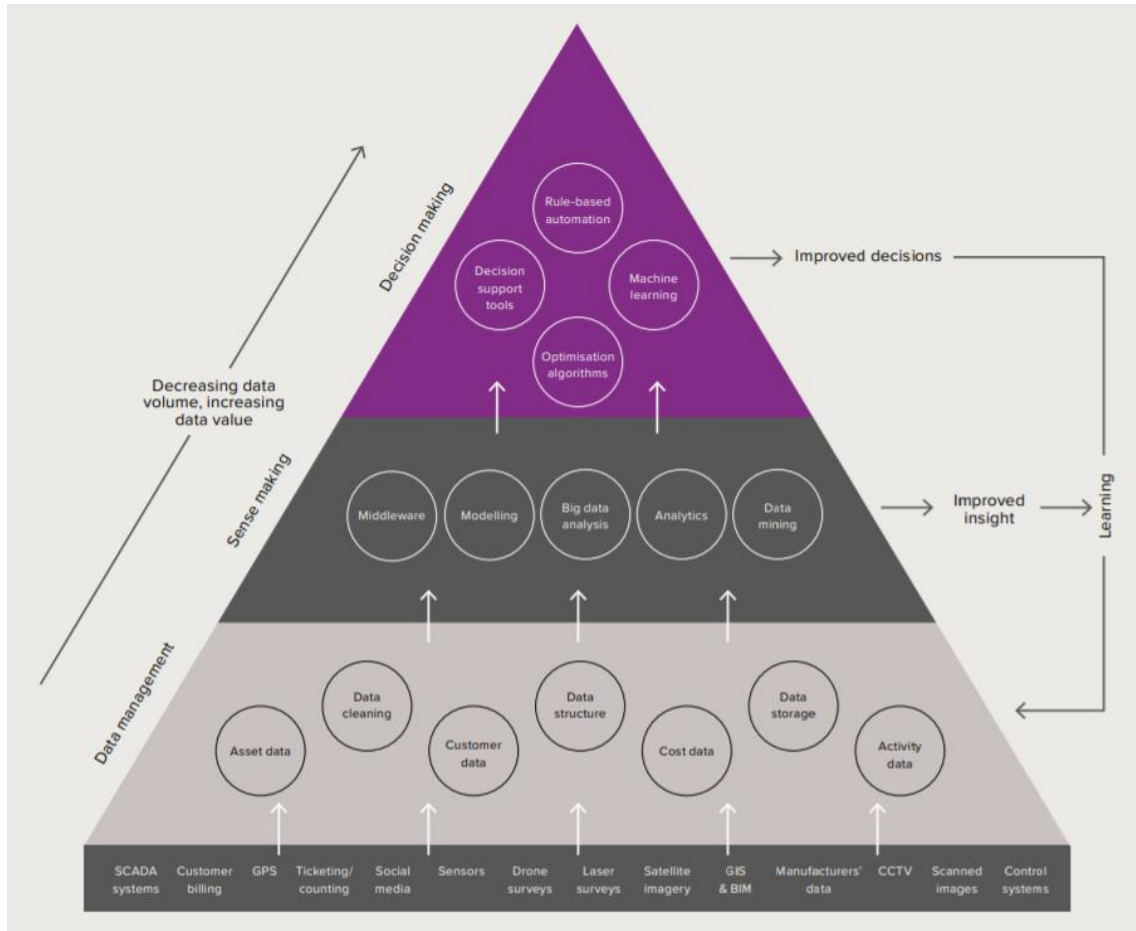 Rule-based
automation
Decision making
Decision
support
tools
Machine
learning
Improved decisions
Optimisation
algorithms
Decreasing data
volume, increasing
data value
Sense making
Middleware
Modelling
Big data
analysis
Analytics
Data
mining
Improved
insight
Learning
Data management
Data
cleaning
Data
structure
Data
storage
Asset data
Customer
data
Cost data
Activity
data
SCADA
systems
Customer
billing
GPS
Ticketing/
counting
Social
media
Sensors
Drone
surveys
Laser
surveys
Satellite
imagery
GIS
& BIM
Manufacturers'
data
CCTV
Scanned
images
Control
systems